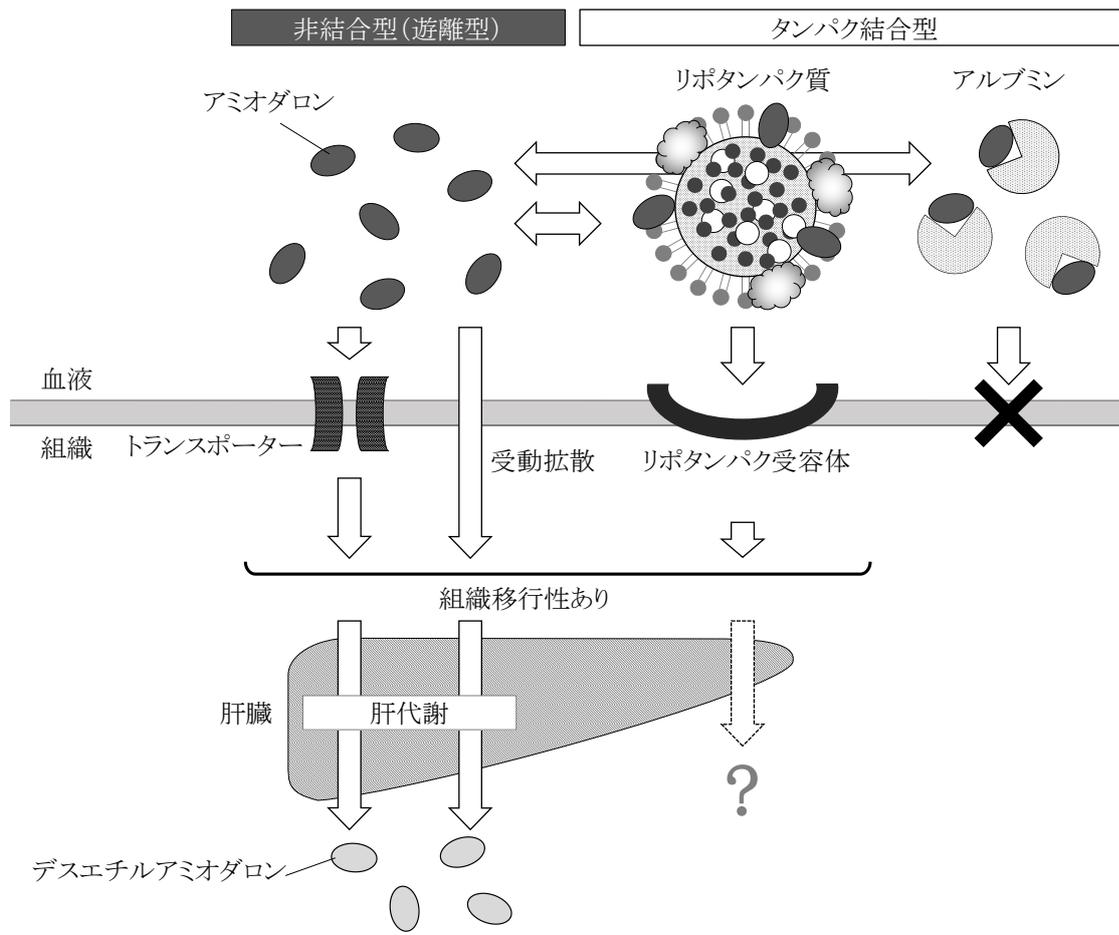 非結合型(遊離型)
タンパク結合型
リポタンパク質
アルブミン
アミオダロン
血液
組織
トランスポーター
受動拡散
リポタンパク受容体
組織移行性あり
肝臓
肝代謝
?
デスエチルアミオダロン